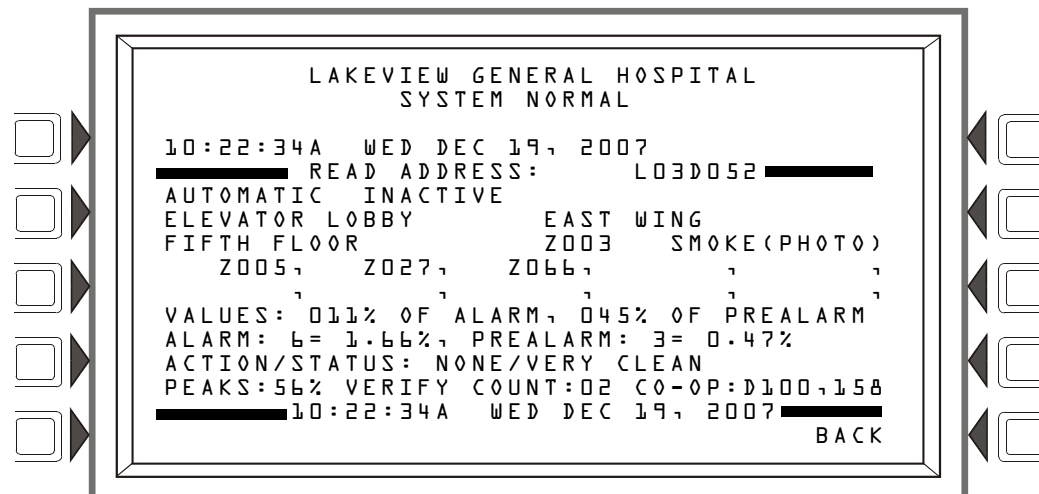 LAKEVIEW GENERAL HOSPITAL
SYSTEM NORMAL
10:22:34A WED DEC 19, 2007
READ ADDRESS: L03D052
AUTOMATIC INACTIVE
ELEVATOR LOBBY EAST WING
FIFTH FLOOR Z003 SMOKE(PHOTO)
Z005, Z027, Z066, , ,
, , , , ,
VALUES: 011% OF ALARM, 045% OF PREALARM
ALARM: 6= 1.66%, PREALARM: 3= 0.47%
ACTION/STATUS: NONE/VERY CLEAN
PEAKS:56% VERIFY COUNT:02 CO-OP:D100,158
10:22:34A WED DEC 19, 2007
BACK